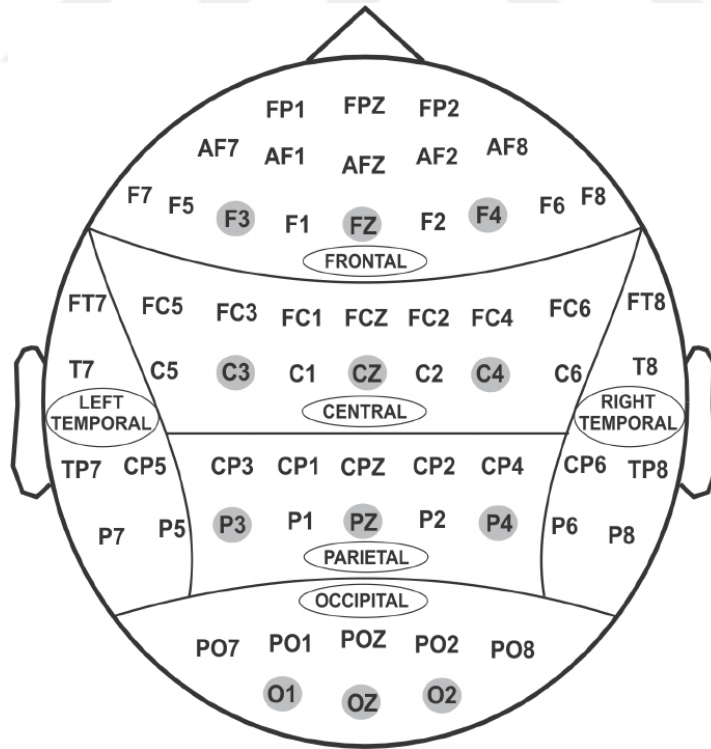 FP1 FPZ FP2
AF7 AF1 AFZ AF2 AF8
F7 F5 F3 F1 FZ F2 F4 F6 F8
FRONTAL
FT7 FC5 FC3 FC1 FCZ FC2 FC4 FC6 FT8
T7 C5 C3 C1 CZ C2 C4 C6 T8
LEFT
TEMPORAL
CENTRAL
RIGHT
TEMPORAL
TP7 CP5 CP3 CP1 CPZ CP2 CP4 CP6 TP8
P7 P5 P3 P1 PZ P2 P4 P6 P8
PARIETAL
OCCIPITAL
PO7 PO1 POZ PO2 PO8
O1 OZ O2